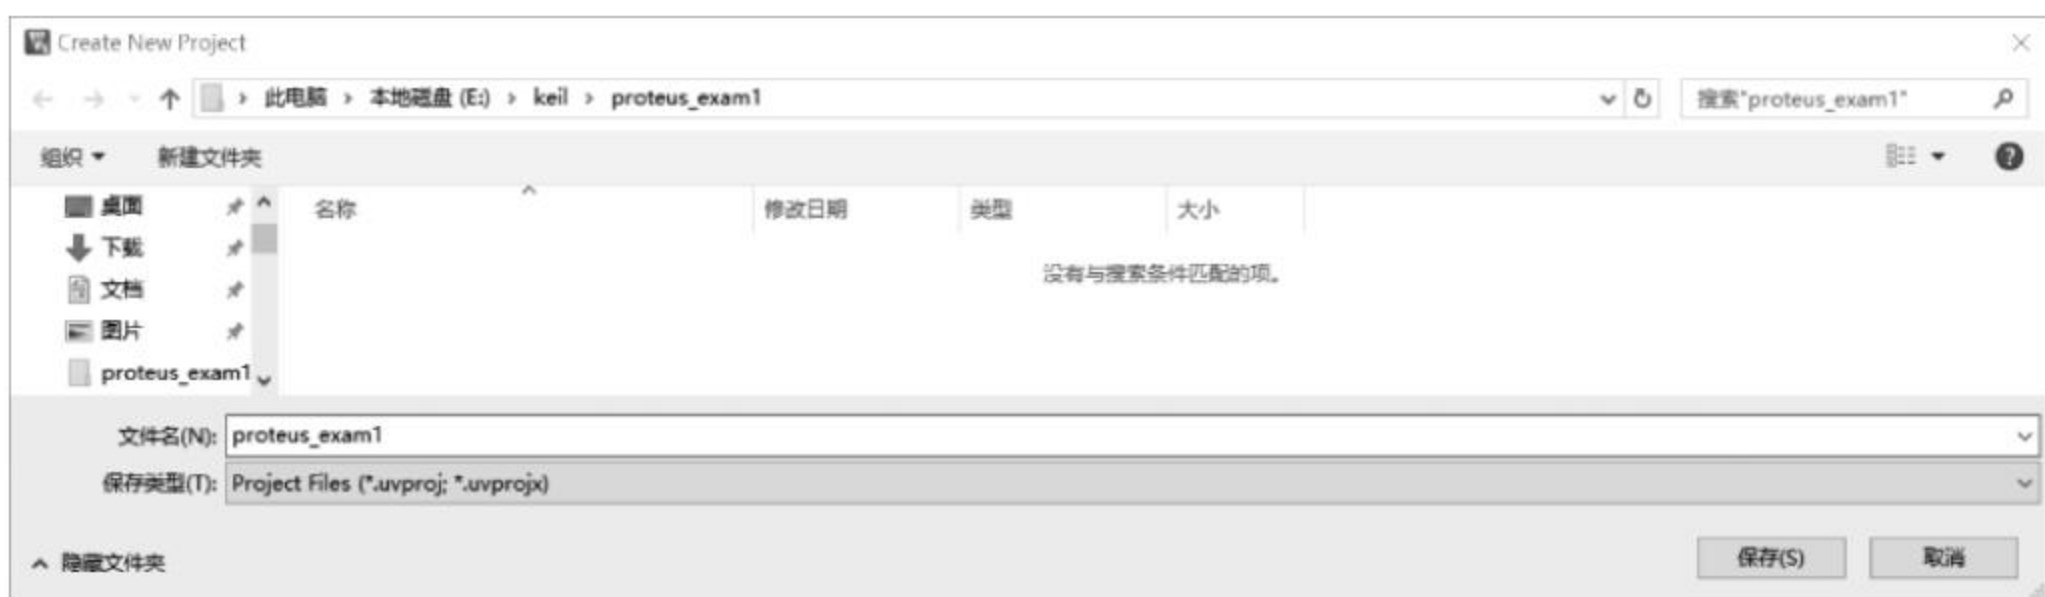 Create New Project
此电脑 › 本地磁盘 (E:) › keil › proteus_exam1
搜索"proteus_exam1"
组织
新建文件夹
桌面
下载
文档
图片
proteus_exam1
名称
修改日期
类型
大小
没有与搜索条件匹配的项。
文件名(N): proteus_exam1
保存类型(T): Project Files (*.uvproj; *.uvprojx)
隐藏文件夹
保存(S)
取消